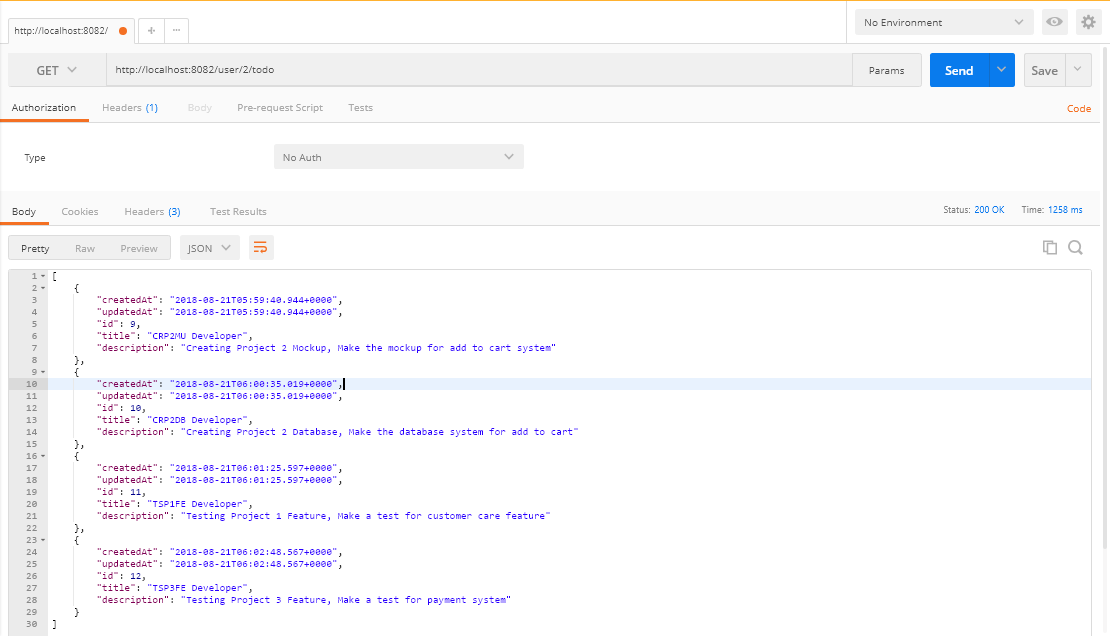 http://localhost:8082/
No Environment
GET http://localhost:8082/user/2/todo Params Send Save
Authorization Headers (1) Body Pre-request Script Tests Code
Type No Auth
Body Cookies Headers (3) Test Results Status: 200 OK Time: 1258 ms
Pretty Raw Preview JSON
1 [
2 {
3 "createdAt": "2018-08-21T05:59:40.944+0000",
4 "updatedAt": "2018-08-21T05:59:40.944+0000",
5 "id": 9,
6 "title": "CRP2MU Developer",
7 "description": "Creating Project 2 Mockup, Make the mockup for add to cart system"
8 },
9 {
10 "createdAt": "2018-08-21T06:00:35.019+0000",
11 "updatedAt": "2018-08-21T06:00:35.019+0000",
12 "id": 10,
13 "title": "CRP2DB Developer",
14 "description": "Creating Project 2 Database, Make the database system for add to cart"
15 },
16 {
17 "createdAt": "2018-08-21T06:01:25.597+0000",
18 "updatedAt": "2018-08-21T06:01:25.597+0000",
19 "id": 11,
20 "title": "TSP1FE Developer",
21 "description": "Testing Project 1 Feature, Make a test for customer care feature"
22 },
23 {
24 "createdAt": "2018-08-21T06:02:48.567+0000",
25 "updatedAt": "2018-08-21T06:02:48.567+0000",
26 "id": 12,
27 "title": "TSP3FE Developer",
28 "description": "Testing Project 3 Feature, Make a test for payment system"
29 }
30 ]